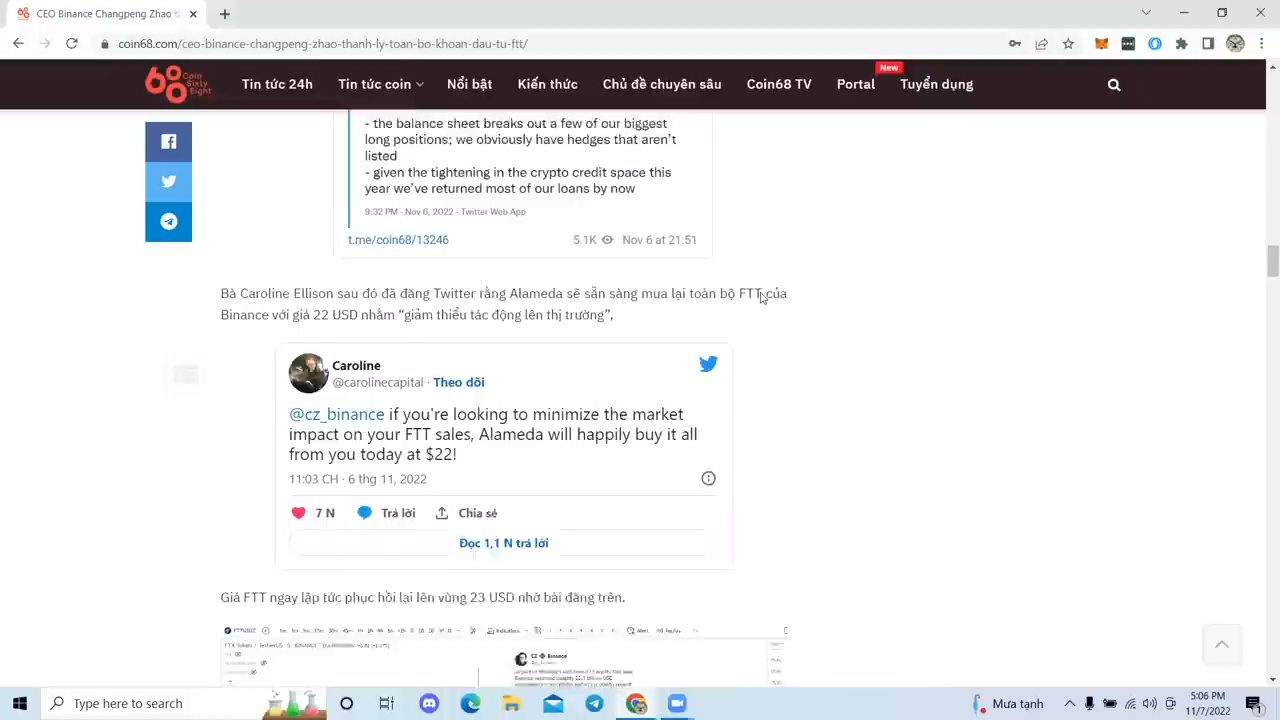 CEO Binance Changpeng Zhao t
coin68.com/ceo-binance-changpeng-zhao-thanh-ly-toan-bo-khoan-dau-tu-ftt/
68 Coin Sixty Eight
Tin tức 24h
Tin tức coin
Nổi bật
Kiến thức
Chủ đề chuyên sâu
Coin68 TV
Portal
New
Tuyển dụng
- the balance sheet breaks out a few of our biggest
long positions; we obviously have hedges that aren't
listed
- given the tightening in the crypto credit space this
year we've returned most of our loans by now
9:32 PM · Nov 6, 2022 · Twitter Web App
t.me/coin68/13246 5.1K Nov 6 at 21:51
Bà Caroline Ellison sau đó đã đăng Twitter rằng Alameda sẽ sẵn sàng mua lại toàn bộ FTT của
Binance với giá 22 USD nhằm “giảm thiểu tác động lên thị trường”,
Caroline
@carolinecapital · Theo dõi
@cz_binance if you're looking to minimize the market
impact on your FTT sales, Alameda will happily buy it all
from you today at $22!
11:03 CH · 6 thg 11, 2022
7 N Trả lời Chia sẻ
Đọc 1,1 N trả lời
Giá FTT ngay lập tức phục hồi lại lên vùng 23 USD nhờ bài đăng trên.
Type here to search
Mưa tạnh
5:06 PM
11/7/2022